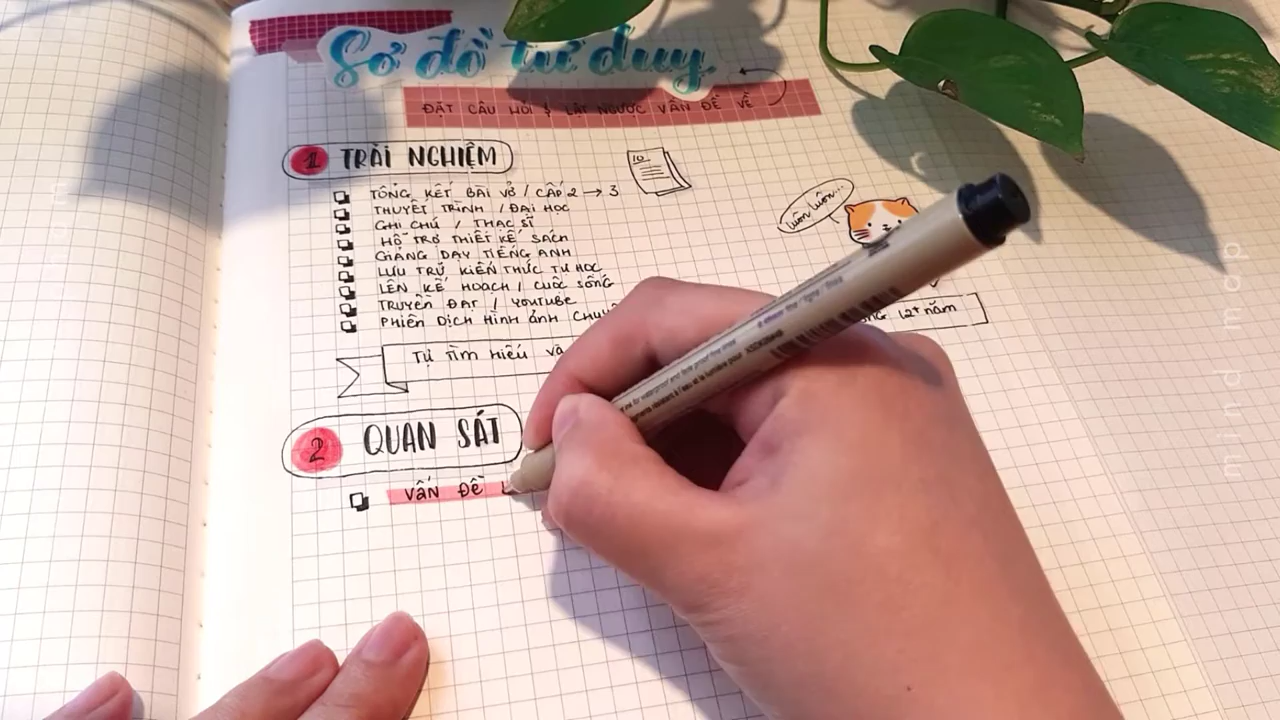 Sơ đồ tư duy
ĐẶT CÂU HỎI & LẬT NGƯỢC VẤN ĐỀ VỀ
1 TRẢI NGHIỆM
10
TỔNG KẾT BÀI VỞ / CẤP 2 → 3
THUYẾT TRÌNH / ĐẠI HỌC
GHI CHÚ / THẠC SĨ
HỖ TRỢ THIẾT KẾ SÁCH
GIẢNG DẠY TIẾNG ANH
LƯU TRỮ KIẾN THỨC TỰ HỌC
LÊN KẾ HOẠCH / CUỘC SỐNG
TRUYỀN ĐẠT / YOUTUBE
PHIÊN DỊCH HÌNH ẢNH
luôn luôn...
Tự tìm hiểu và
12+ năm
2 QUAN SÁT
VẤN ĐỀ
mind map